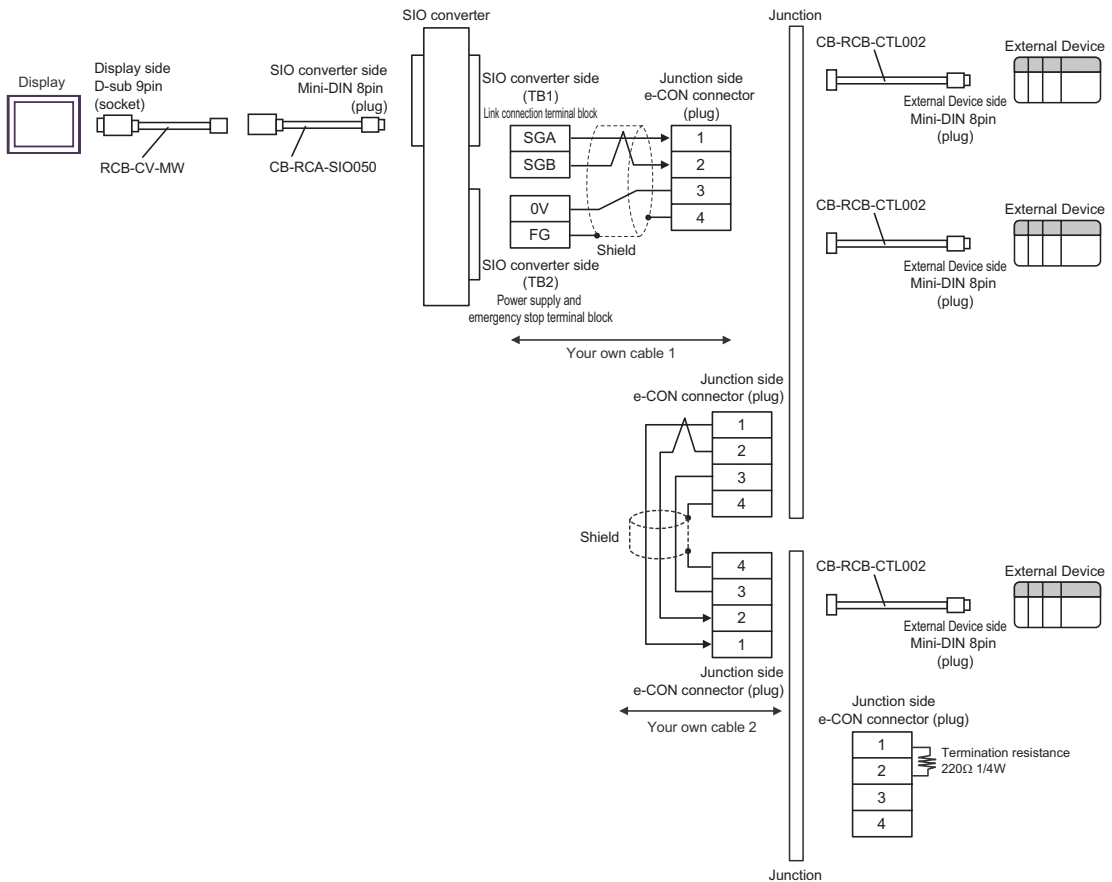 SIO converter
Junction
Display
Display side
D-sub 9pin
(socket)
RCB-CV-MW
SIO converter side
Mini-DIN 8pin
(plug)
CB-RCA-SIO050
SIO converter side
(TB1)
Link connection terminal block
SGA
SGB
0V
FG
Shield
SIO converter side
(TB2)
Power supply and
emergency stop terminal block
Junction side
e-CON connector
(plug)
1
2
3
4
Your own cable 1
CB-RCB-CTL002
External Device side
Mini-DIN 8pin
(plug)
External Device
CB-RCB-CTL002
External Device side
Mini-DIN 8pin
(plug)
External Device
Junction side
e-CON connector (plug)
1
2
3
4
Shield
4
3
2
1
Junction side
e-CON connector (plug)
Your own cable 2
CB-RCB-CTL002
External Device side
Mini-DIN 8pin
(plug)
External Device
Junction side
e-CON connector (plug)
1
2
3
4
Termination resistance
220Ω 1/4W
Junction